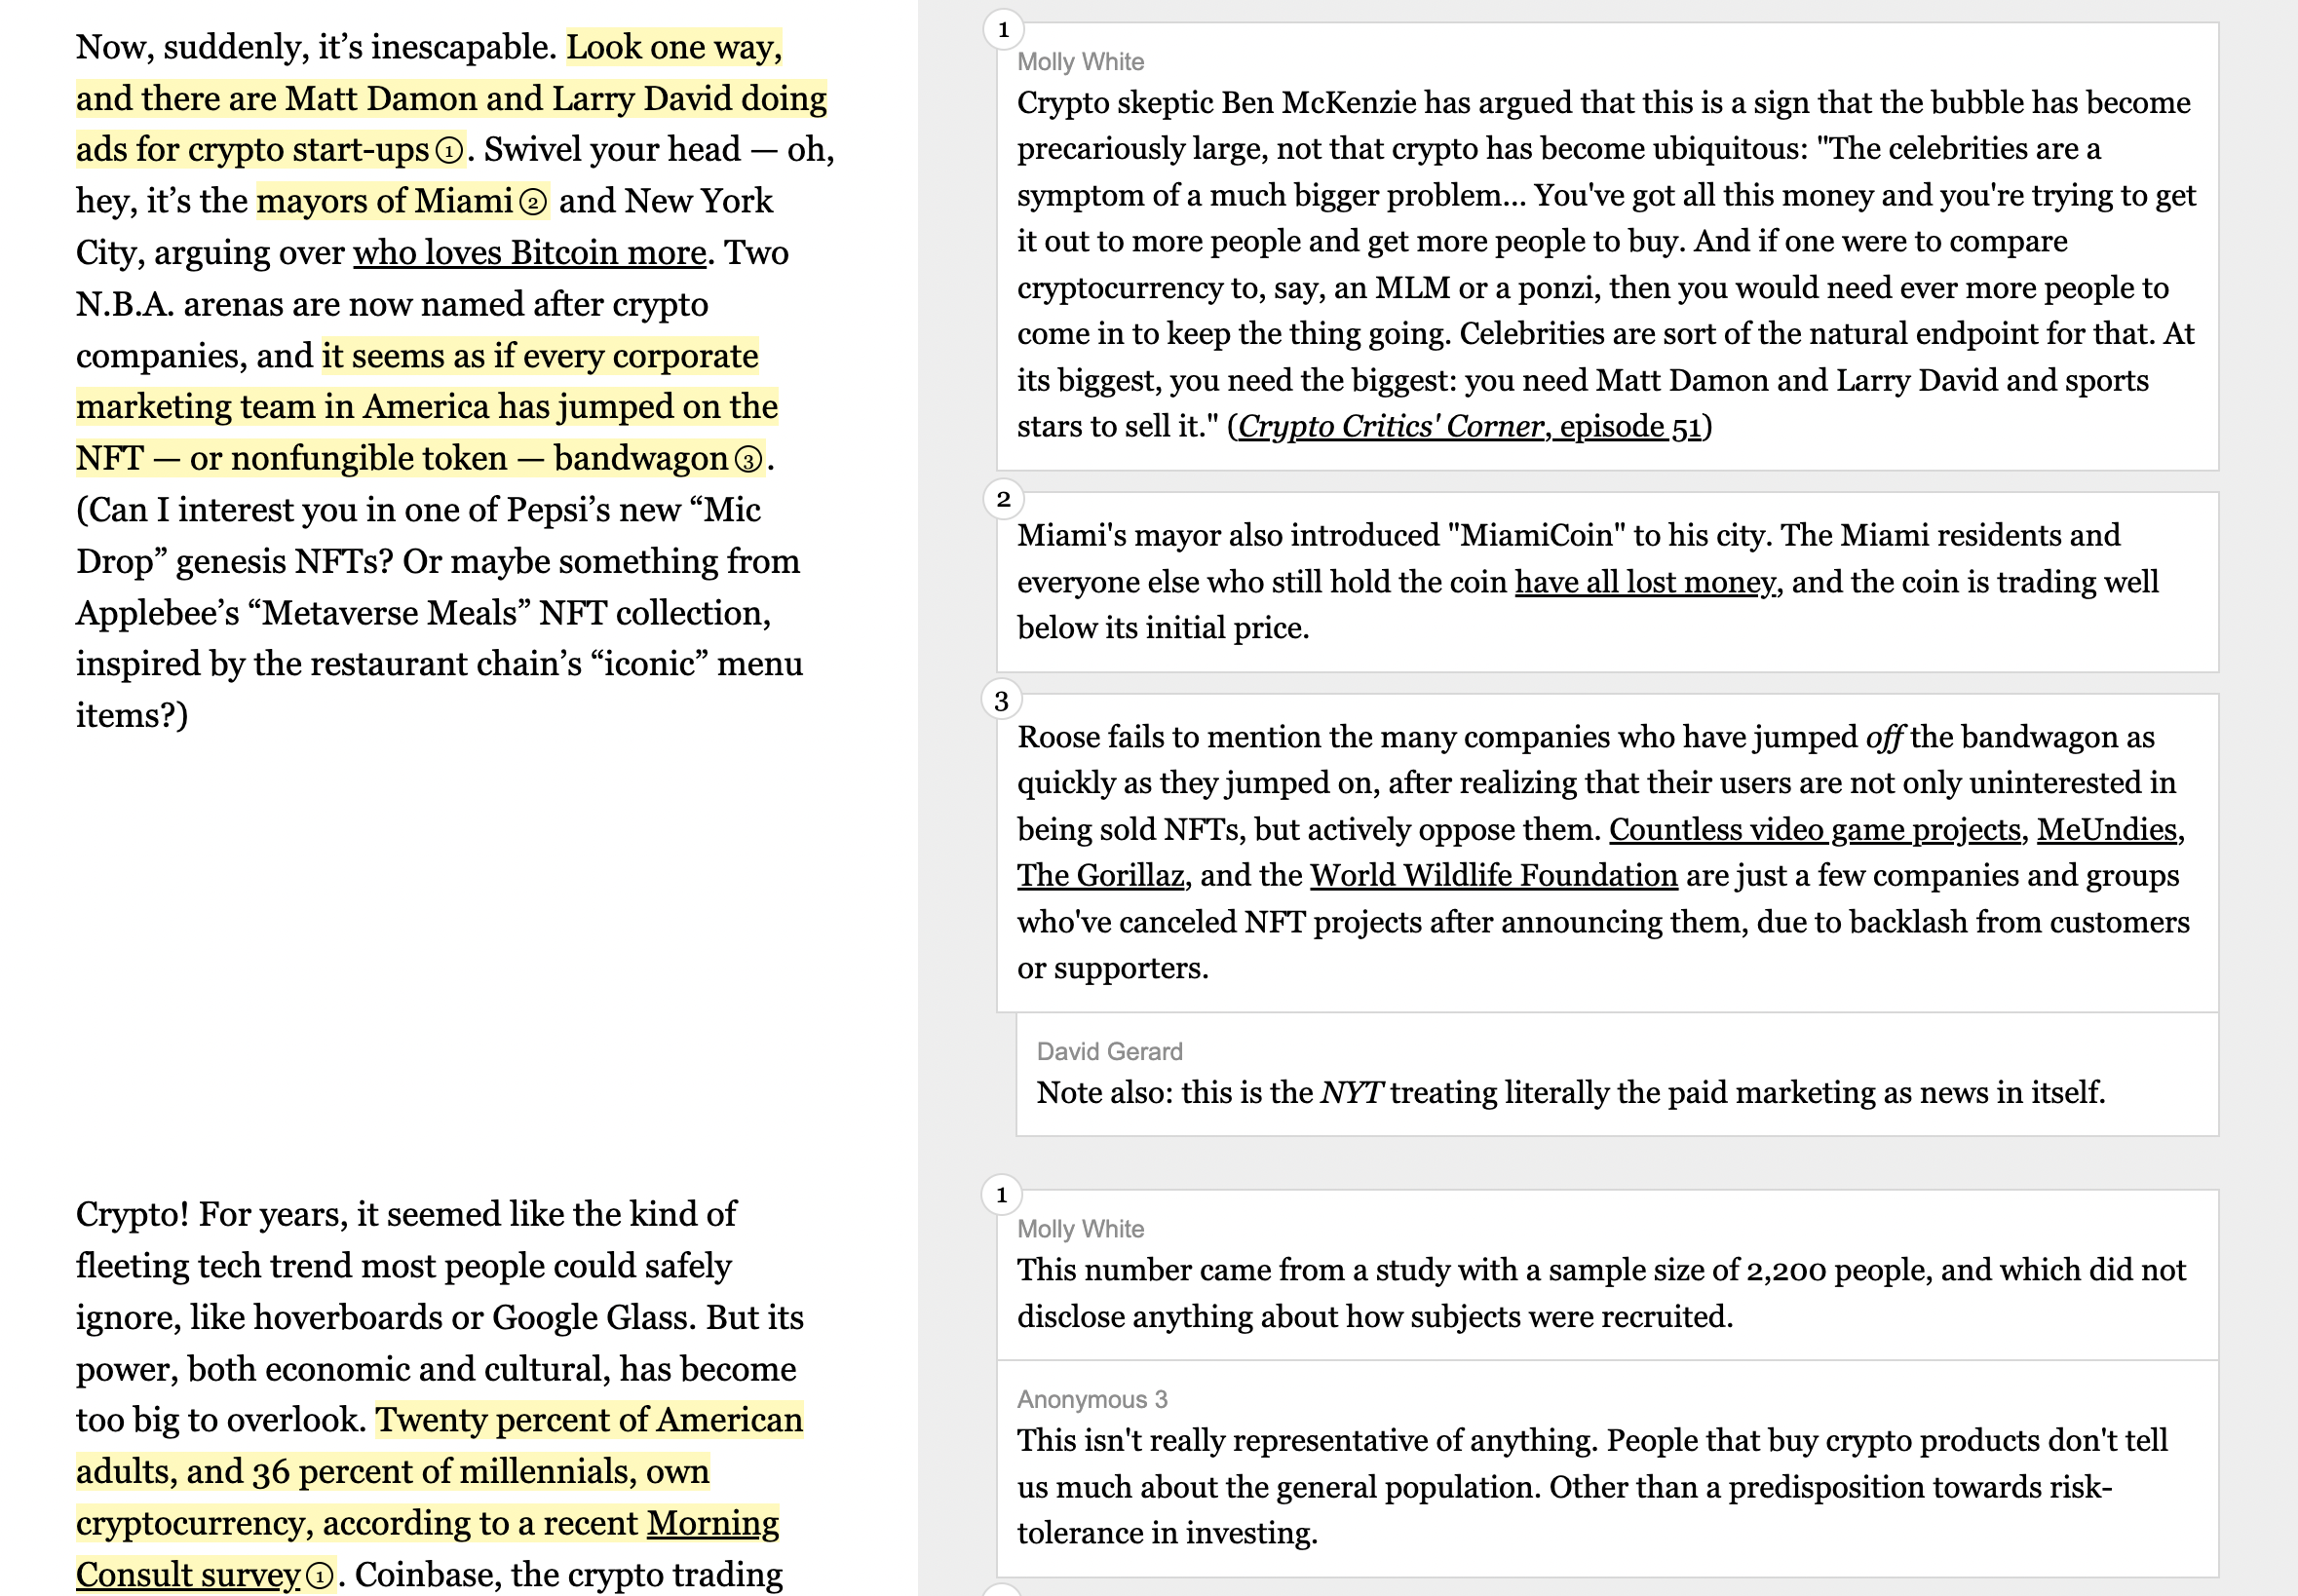 Now, suddenly, it’s inescapable. Look one way,
and there are Matt Damon and Larry David doing
ads for crypto start-ups①. Swivel your head — oh,
hey, it’s the mayors of Miami② and New York
City, arguing over who loves Bitcoin more. Two
N.B.A. arenas are now named after crypto
companies, and it seems as if every corporate
marketing team in America has jumped on the
NFT — or nonfungible token — bandwagon③.
(Can I interest you in one of Pepsi’s new “Mic
Drop” genesis NFTs? Or maybe something from
Applebee’s “Metaverse Meals” NFT collection,
inspired by the restaurant chain’s “iconic” menu
items?)
1
Molly White
Crypto skeptic Ben McKenzie has argued that this is a sign that the bubble has become
precariously large, not that crypto has become ubiquitous: "The celebrities are a
symptom of a much bigger problem... You've got all this money and you're trying to get
it out to more people and get more people to buy. And if one were to compare
cryptocurrency to, say, an MLM or a ponzi, then you would need ever more people to
come in to keep the thing going. Celebrities are sort of the natural endpoint for that. At
its biggest, you need the biggest: you need Matt Damon and Larry David and sports
stars to sell it." (Crypto Critics' Corner, episode 51)
2
Miami's mayor also introduced "MiamiCoin" to his city. The Miami residents and
everyone else who still hold the coin have all lost money, and the coin is trading well
below its initial price.
3
Roose fails to mention the many companies who have jumped off the bandwagon as
quickly as they jumped on, after realizing that their users are not only uninterested in
being sold NFTs, but actively oppose them. Countless video game projects, MeUndies,
The Gorillaz, and the World Wildlife Foundation are just a few companies and groups
who've canceled NFT projects after announcing them, due to backlash from customers
or supporters.
David Gerard
Note also: this is the NYT treating literally the paid marketing as news in itself.
Crypto! For years, it seemed like the kind of
fleeting tech trend most people could safely
ignore, like hoverboards or Google Glass. But its
power, both economic and cultural, has become
too big to overlook. Twenty percent of American
adults, and 36 percent of millennials, own
cryptocurrency, according to a recent Morning
Consult survey①. Coinbase, the crypto trading
1
Molly White
This number came from a study with a sample size of 2,200 people, and which did not
disclose anything about how subjects were recruited.
Anonymous 3
This isn't really representative of anything. People that buy crypto products don't tell
us much about the general population. Other than a predisposition towards risk-
tolerance in investing.